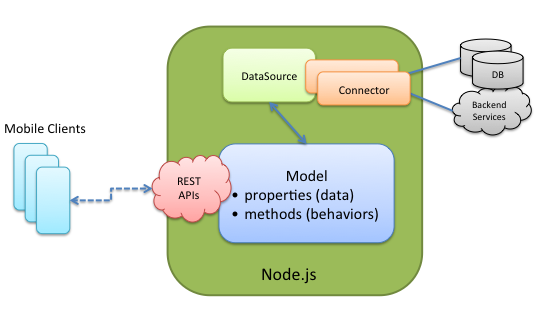 DataSource
Connector
DB
Backend
Services
Mobile Clients
REST
APIs
Model
• properties (data)
• methods (behaviors)
Node.js